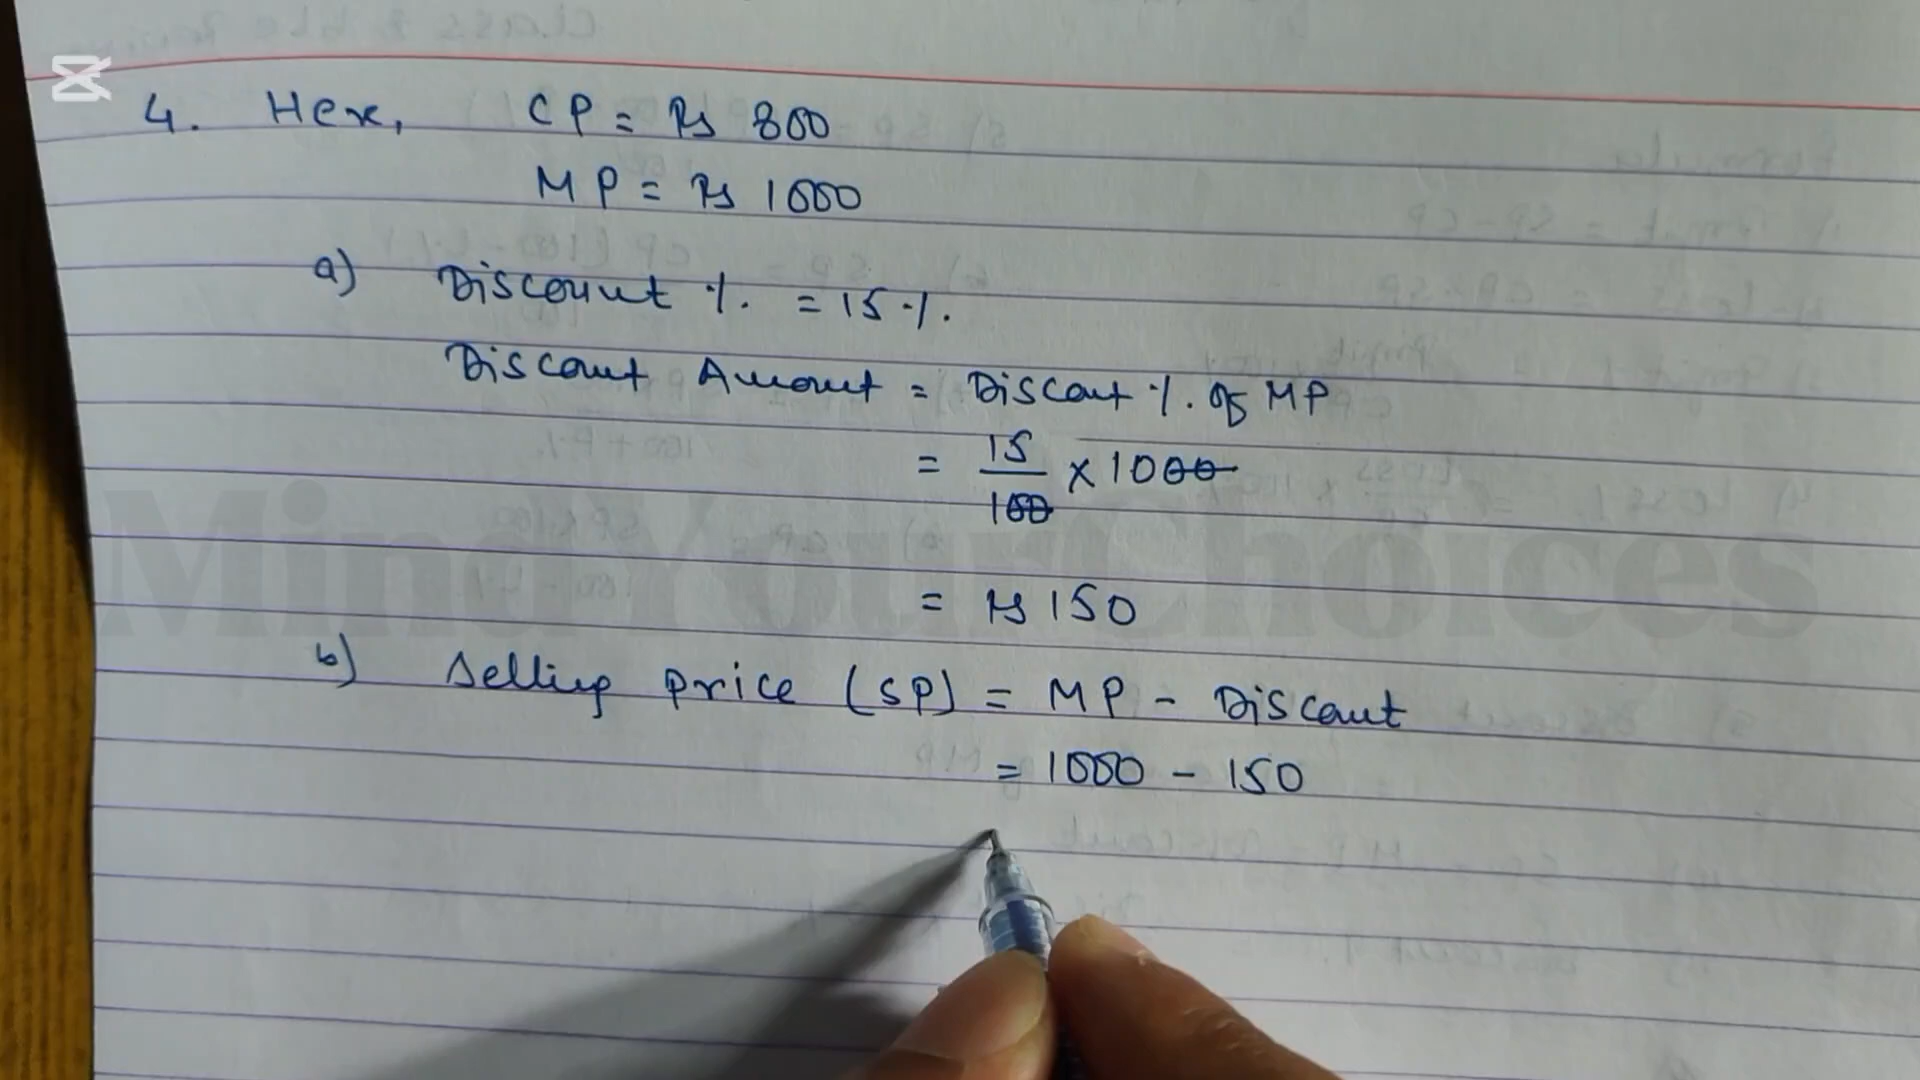 4. Here, CP = Rs 800
MP = Rs 1000
a) Discount % = 15%.
Discount Amount = Discount % of MP
= 15/100 × 1000
= Rs 150
b) Selling price (SP) = MP - Discount
= 1000 - 150
MindYourChoices